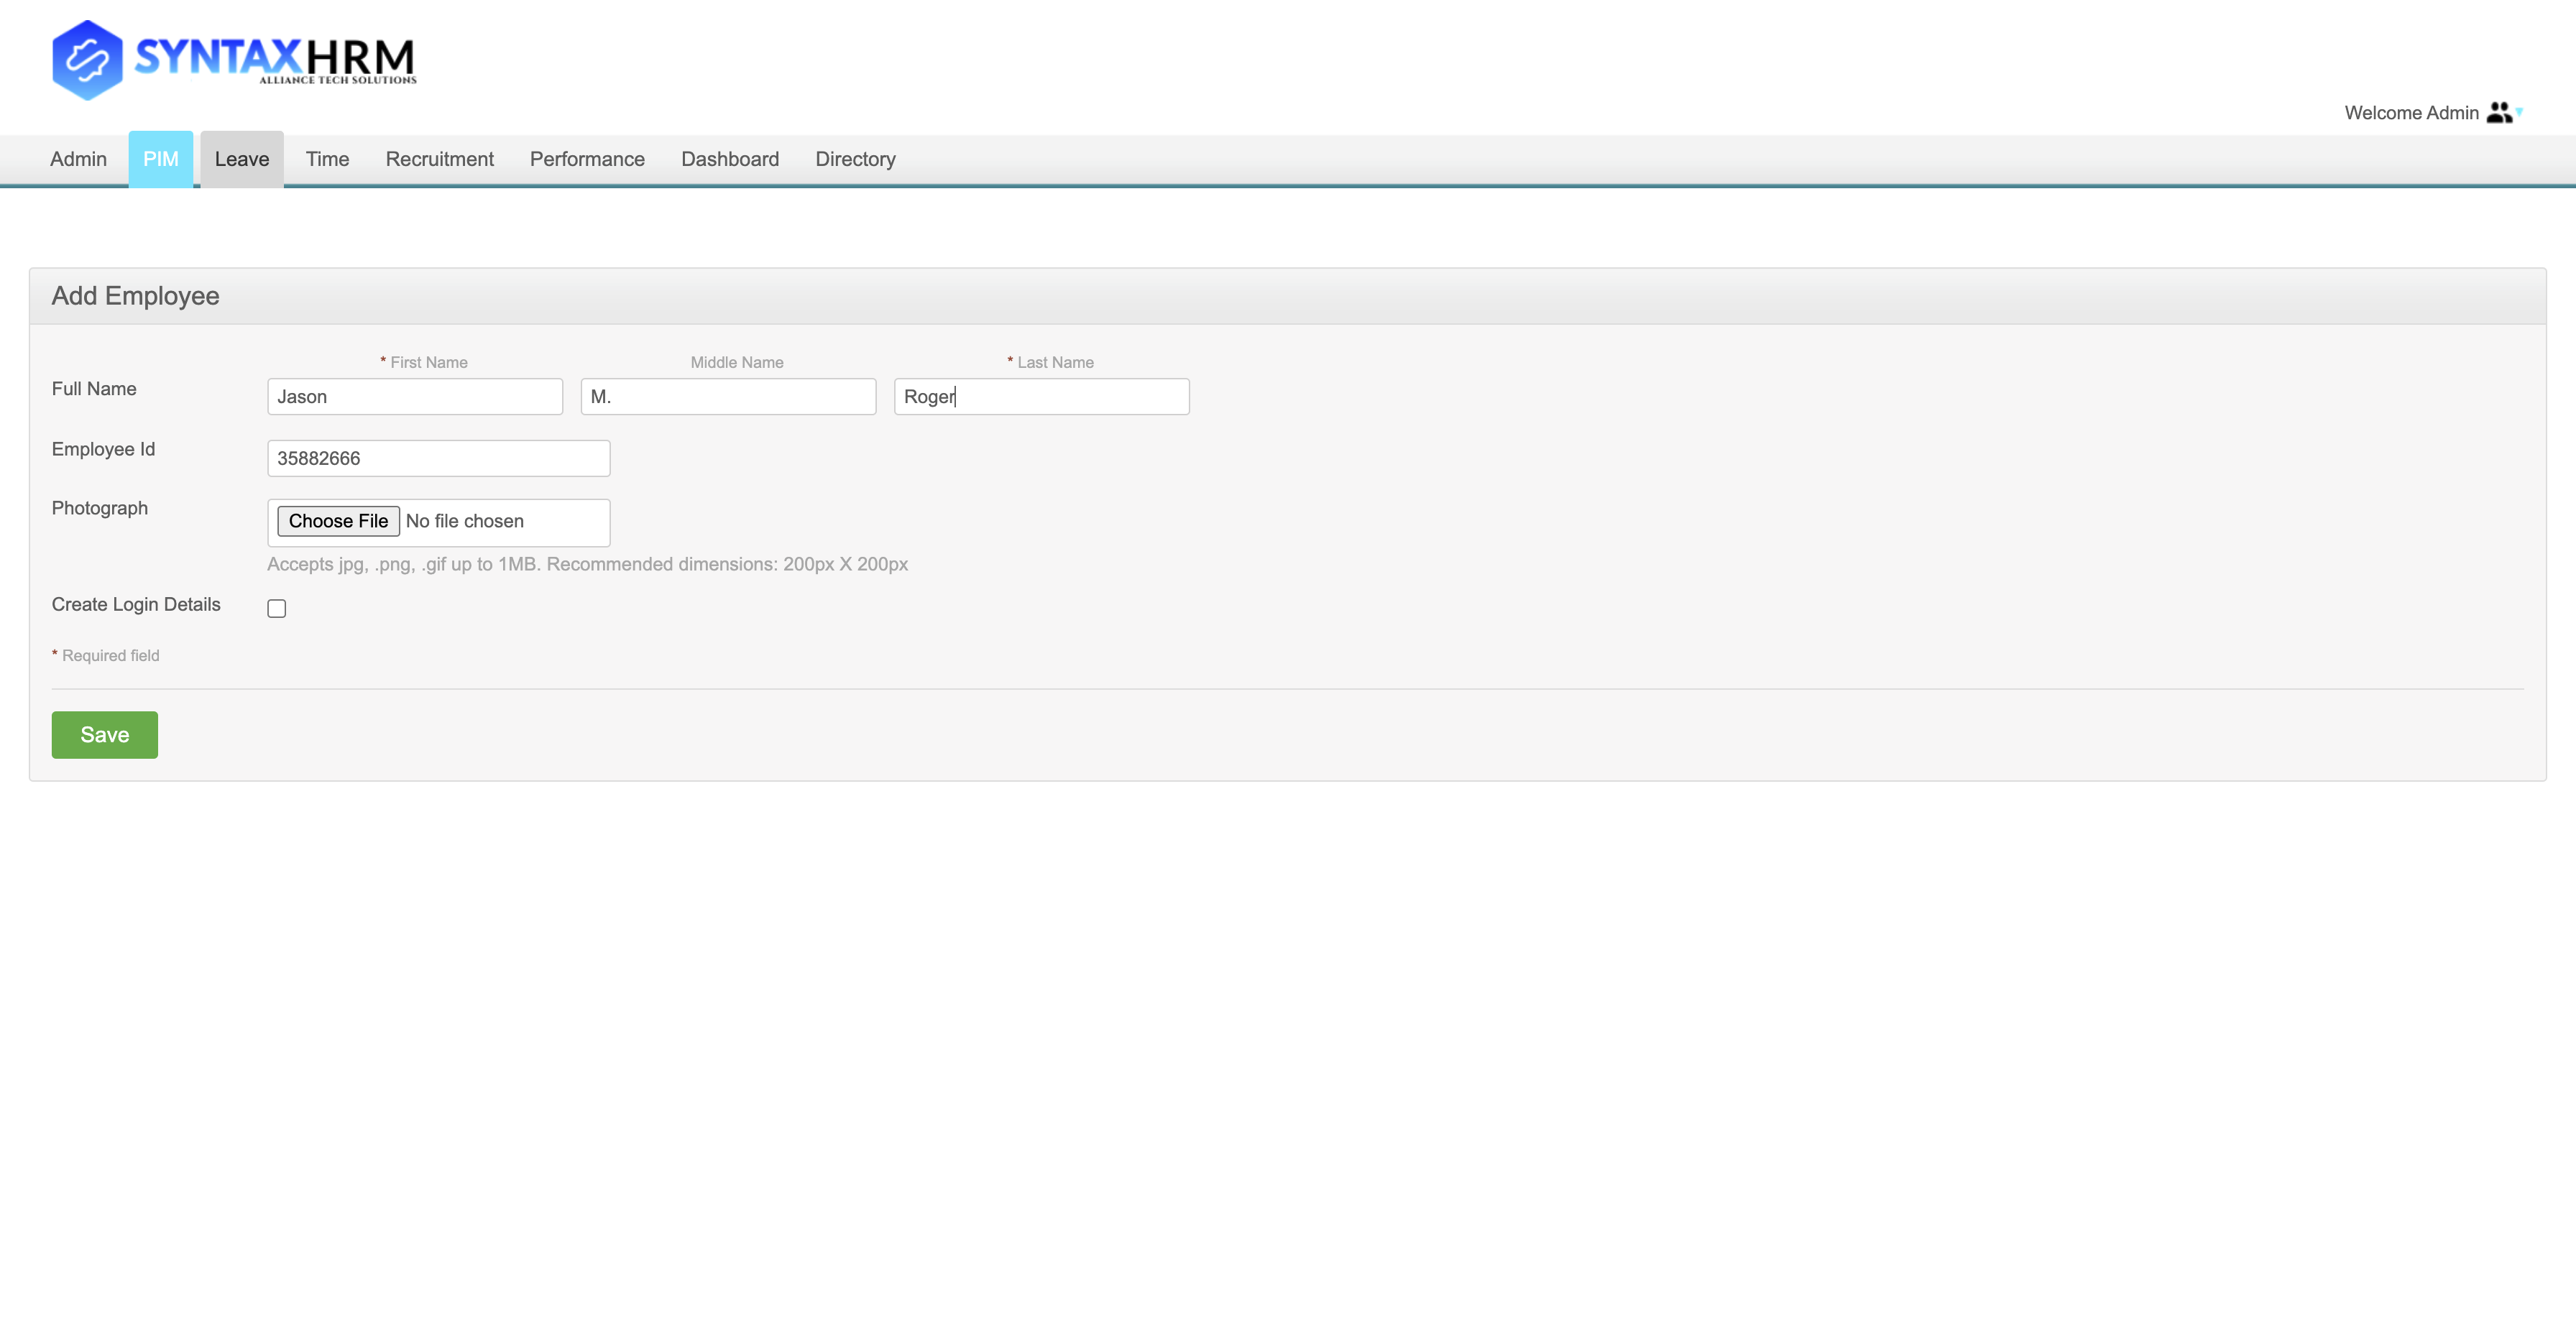 SYNTAXHRM
ALLIANCE TECH SOLUTIONS
Welcome Admin
Admin PIM Leave Time Recruitment Performance Dashboard Directory
Add Employee
* First Name Middle Name * Last Name
Full Name Jason M. Roger
Employee Id 35882666
Photograph Choose File No file chosen
Accepts jpg, .png, .gif up to 1MB. Recommended dimensions: 200px X 200px
Create Login Details
* Required field
Save